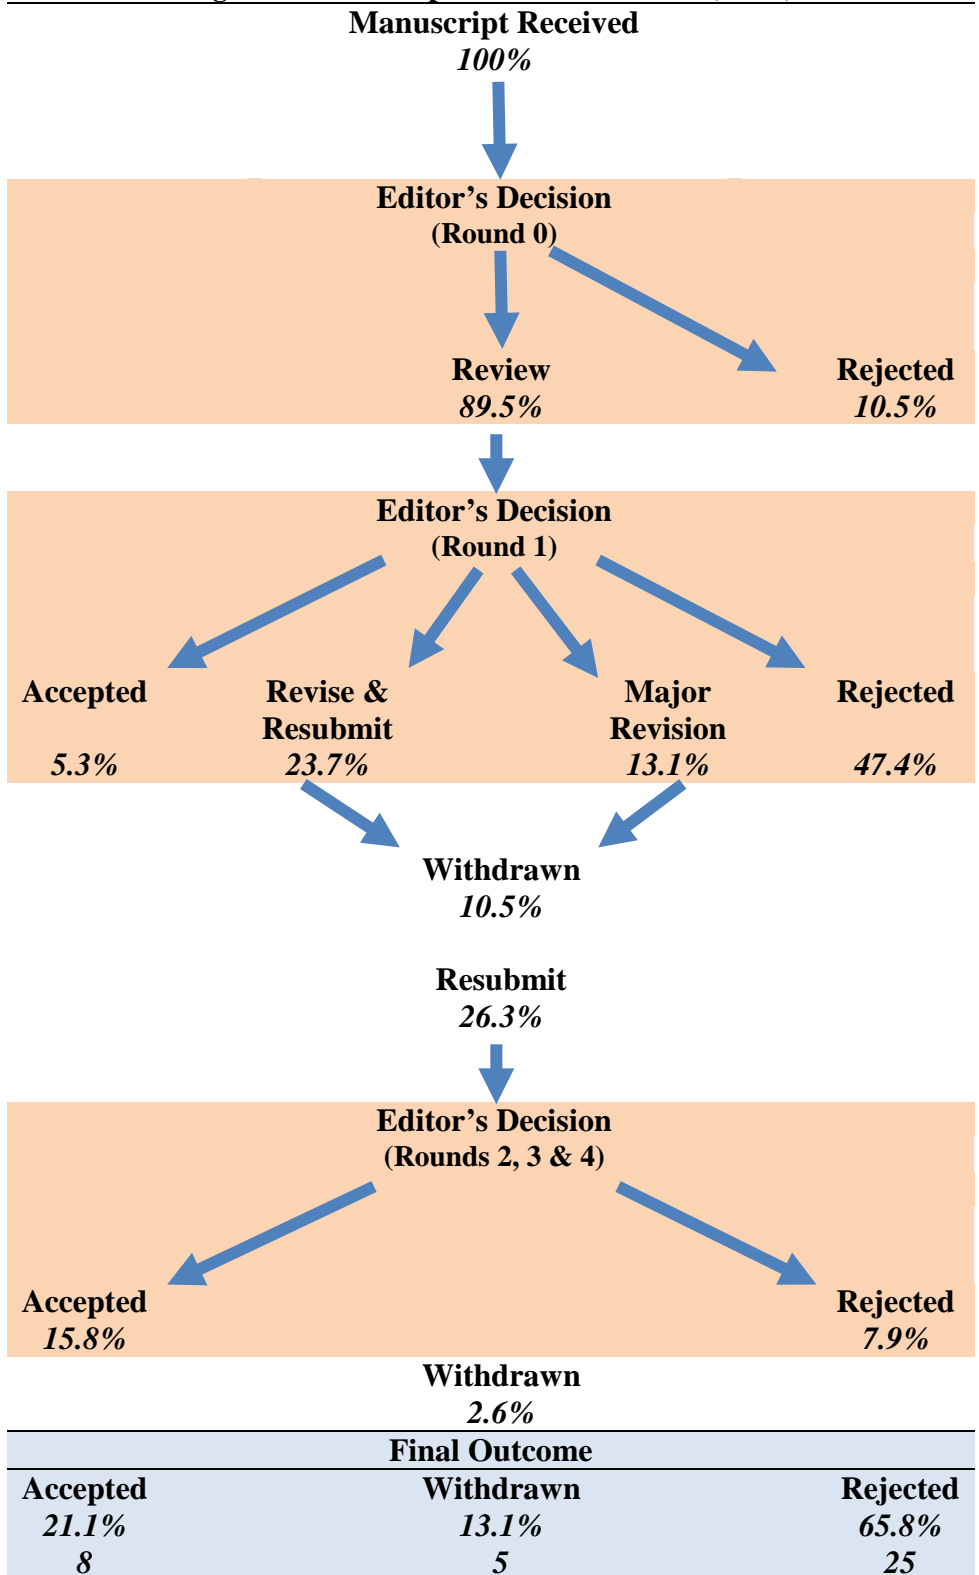 Manuscript Received
100%
Editor’s Decision
(Round 0)
Review Rejected
89.5% 10.5%
Editor’s Decision
(Round 1)
Accepted Revise & Major Rejected
Resubmit Revision
5.3% 23.7% 13.1% 47.4%
Withdrawn
10.5%
Resubmit
26.3%
Editor’s Decision
(Rounds 2, 3 & 4)
Accepted Rejected
15.8% 7.9%
Withdrawn
2.6%
Final Outcome
Accepted Withdrawn Rejected
21.1% 13.1% 65.8%
8 5 25